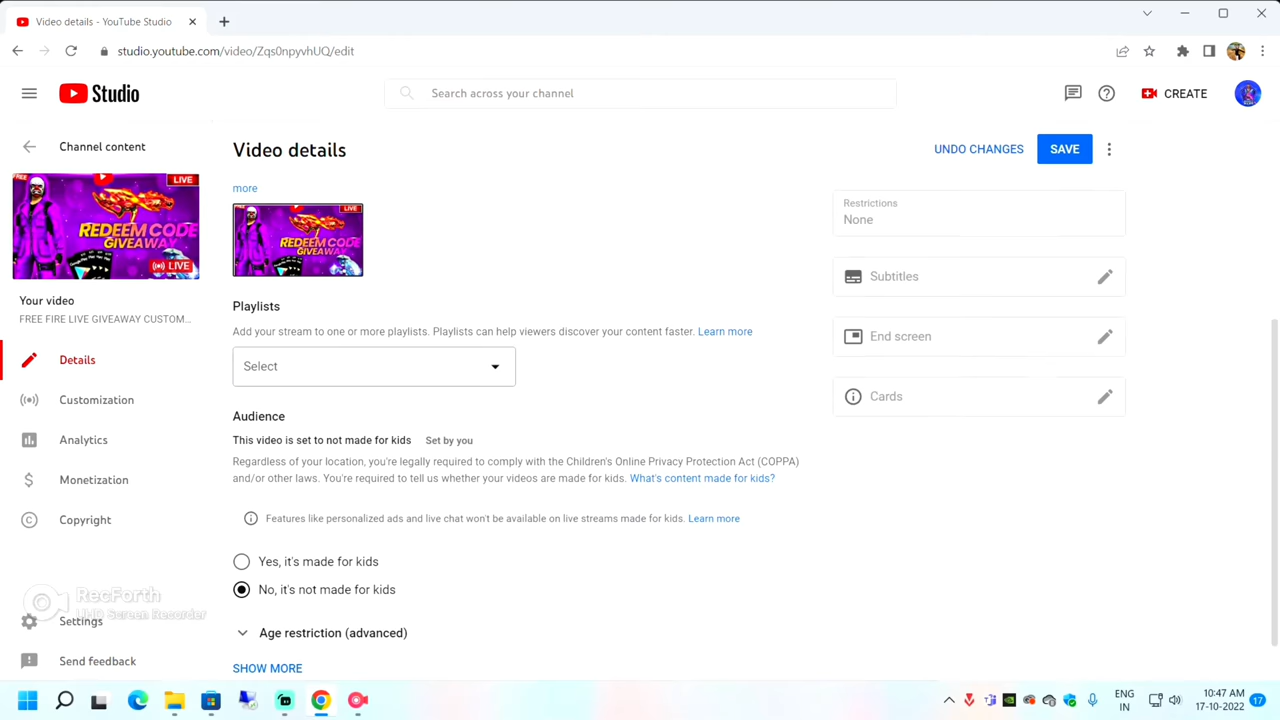 Video details - YouTube Studio
studio.youtube.com/video/Zqs0npyvhUQ/edit
Studio
Search across your channel
CREATE
Channel content
Video details
UNDO CHANGES
SAVE
more
FREE
LIVE
REDEEM CODE
GIVEAWAY
LIVE
LIVE
REDEEM CODE
GIVEAWAY
Restrictions
None
Subtitles
End screen
Cards
Your video
FREE FIRE LIVE GIVEAWAY CUSTOM...
Details
Customization
Analytics
Monetization
Copyright
Settings
Send feedback
Playlists
Add your stream to one or more playlists. Playlists can help viewers discover your content faster. Learn more
Select
Audience
This video is set to not made for kids Set by you
Regardless of your location, you're legally required to comply with the Children's Online Privacy Protection Act (COPPA)
and/or other laws. You're required to tell us whether your videos are made for kids. What's content made for kids?
Features like personalized ads and live chat won't be available on live streams made for kids. Learn more
Yes, it's made for kids
No, it's not made for kids
Age restriction (advanced)
SHOW MORE
RecForth
UHD Screen Recorder
ENG
IN
10:47 AM
17-10-2022
17